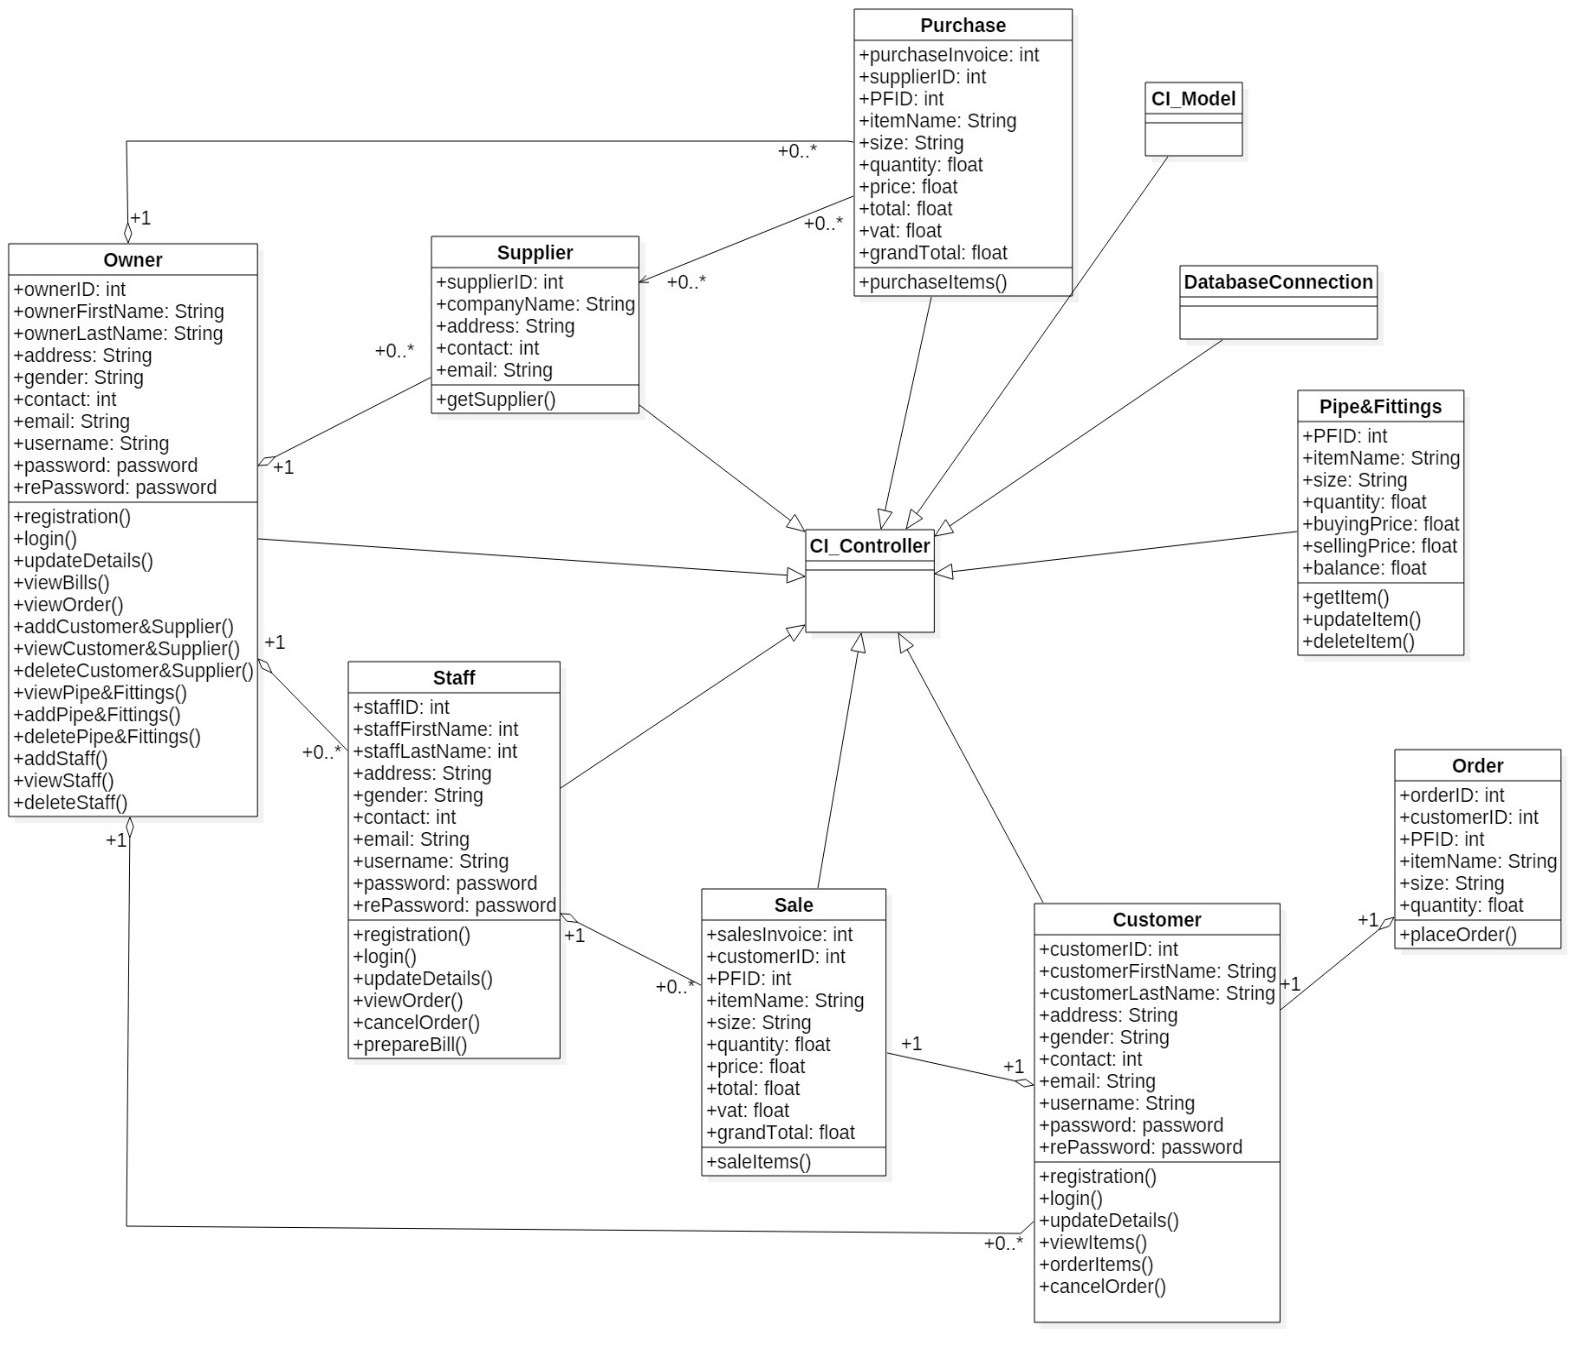 Purchase
+purchaseInvoice: int
+supplierID: int
+PFID: int
+itemName: String
+size: String
+quantity: float
+price: float
+total: float
+vat: float
+grandTotal: float
+purchaseItems()
CI_Model
+0..*
+1
+0..*
+0..*
Owner
+ownerID: int
+ownerFirstName: String
+ownerLastName: String
+address: String
+gender: String
+contact: int
+email: String
+username: String
+password: password
+rePassword: password
+registration()
+login()
+updateDetails()
+viewBills()
+viewOrder()
+addCustomer&Supplier()
+viewCustomer&Supplier()
+deleteCustomer&Supplier()
+viewPipe&Fittings()
+addPipe&Fittings()
+deletePipe&Fittings()
+addStaff()
+viewStaff()
+deleteStaff()
Supplier
+supplierID: int
+companyName: String
+address: String
+contact: int
+email: String
+getSupplier()
+0..*
+1
DatabaseConnection
Pipe&Fittings
+PFID: int
+itemName: String
+size: String
+quantity: float
+buyingPrice: float
+sellingPrice: float
+balance: float
+getItem()
+updateItem()
+deleteItem()
CI_Controller
+1
+0..*
+1
Staff
+staffID: int
+staffFirstName: int
+staffLastName: int
+address: String
+gender: String
+contact: int
+email: String
+username: String
+password: password
+rePassword: password
+registration()
+login()
+updateDetails()
+viewOrder()
+cancelOrder()
+prepareBill()
+1
+0..*
Sale
+salesInvoice: int
+customerID: int
+PFID: int
+itemName: String
+size: String
+quantity: float
+price: float
+total: float
+vat: float
+grandTotal: float
+saleItems()
+1
+1
Customer
+customerID: int
+customerFirstName: String
+customerLastName: String
+address: String
+gender: String
+contact: int
+email: String
+username: String
+password: password
+rePassword: password
+registration()
+login()
+updateDetails()
+viewItems()
+orderItems()
+cancelOrder()
+0..*
Order
+orderID: int
+customerID: int
+PFID: int
+itemName: String
+size: String
+quantity: float
+placeOrder()
+1
+1